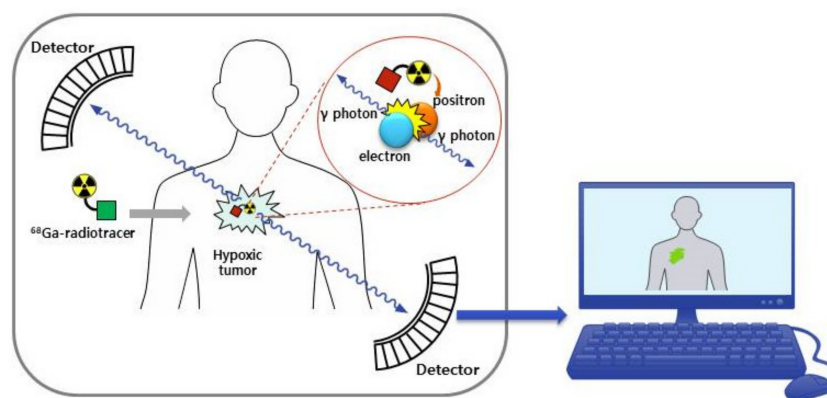 Detector
γ photon
positron
γ photon
electron
⁶⁸Ga-radiotracer
Hypoxic
tumor
Detector